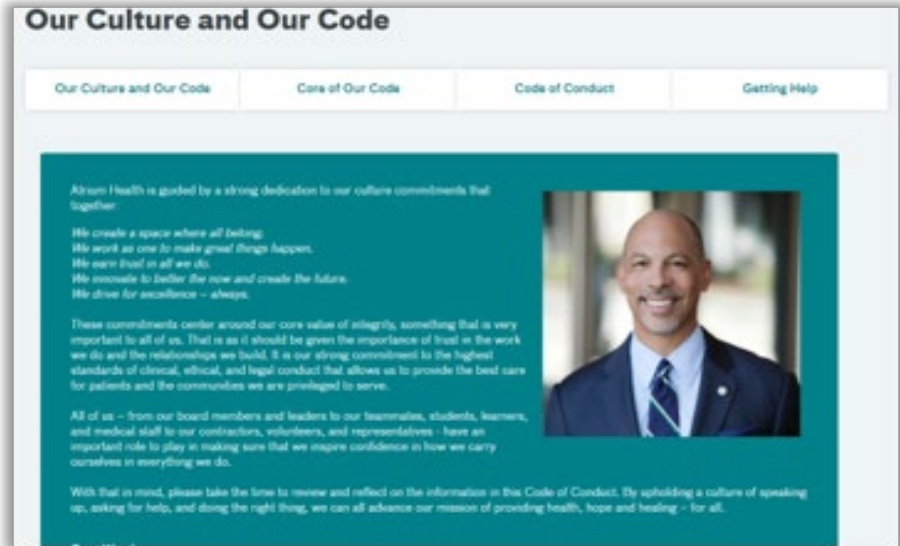 Our Culture and Our Code
Our Culture and Our Code
Core of Our Code
Code of Conduct
Getting Help
Atrium Health is guided by a strong dedication to our culture commitments that
together:
We create a space where all belong.
We work as one to make great things happen.
We earn trust in all we do.
We innovate to better the now and create the future.
We drive for excellence – always.
These commitments center around our core value of integrity, something that is very
important to all of us. That is as it should be given the importance of trust in the work
we do and the relationships we build. It is our strong commitment to the highest
standards of clinical, ethical, and legal conduct that allows us to provide the best care
for patients and the communities we are privileged to serve.
All of us – from our board members and leaders to our teammates, students, learners,
and medical staff to our contractors, volunteers, and representatives - have an
important role to play in making sure that we inspire confidence in how we carry
ourselves in everything we do.
With that in mind, please take the time to review and reflect on the information in this Code of Conduct. By upholding a culture of speaking
up, asking for help, and doing the right thing, we can all advance our mission of providing health, hope and healing – for all.